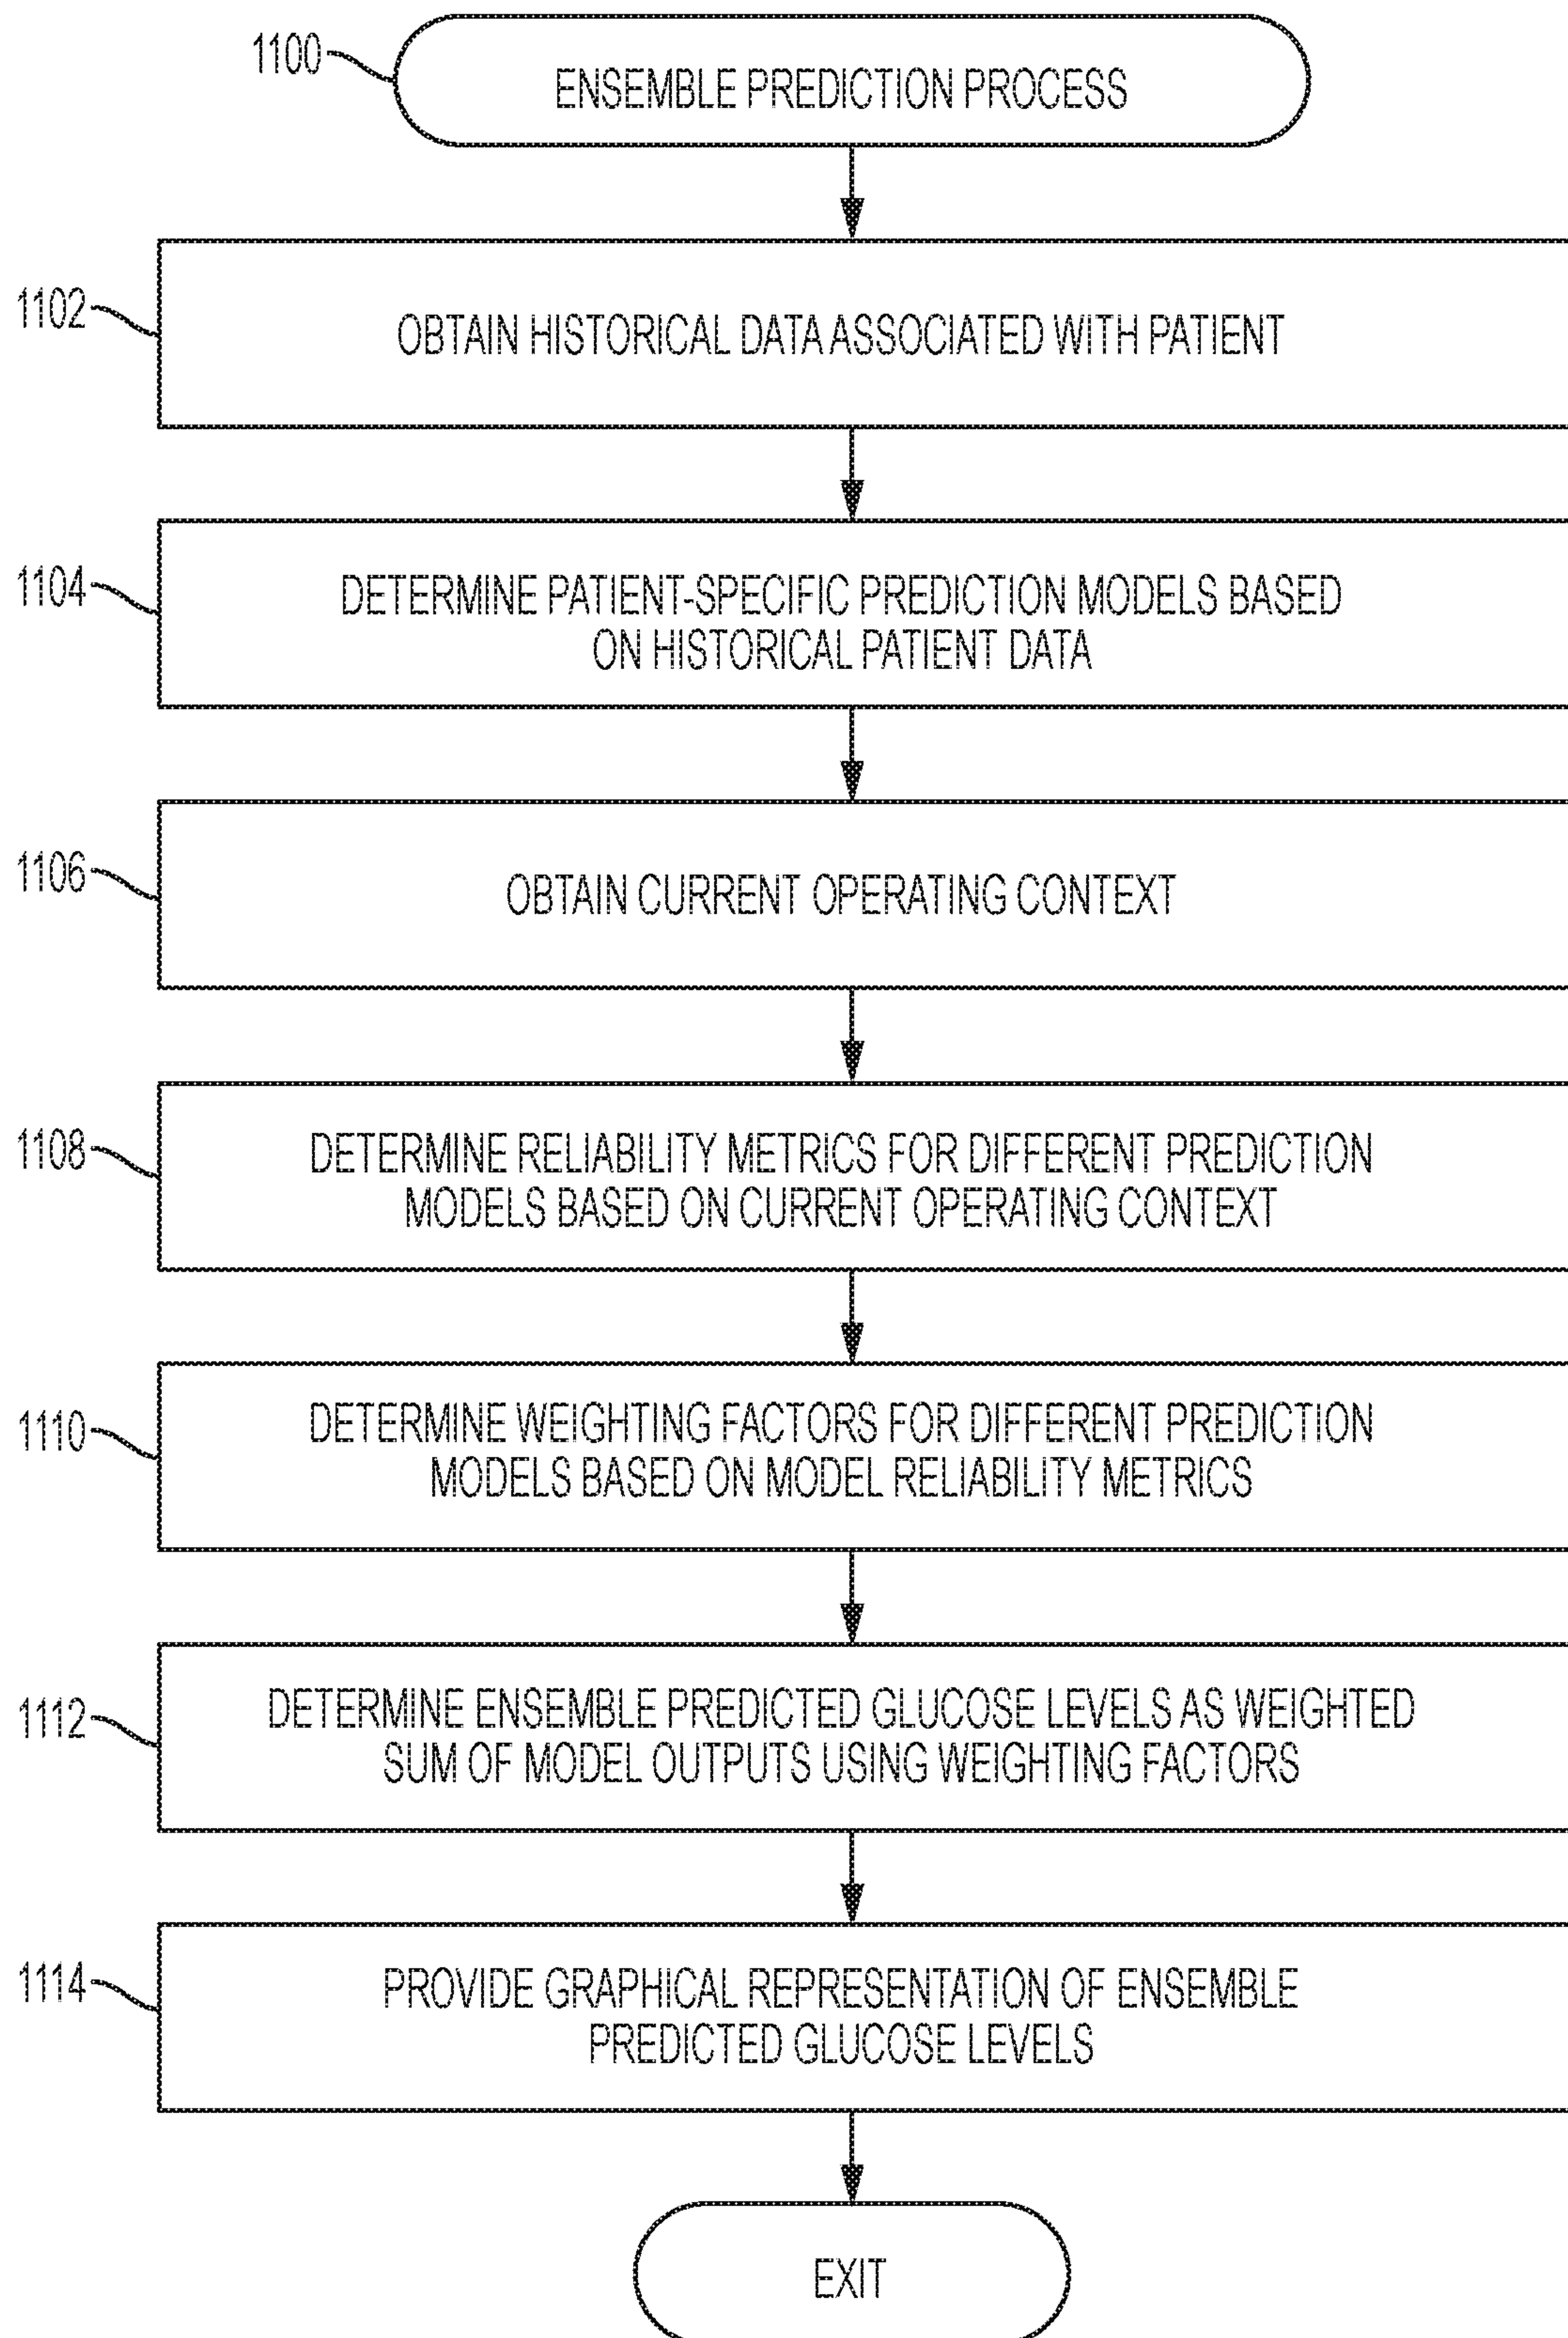 1100
ENSEMBLE PREDICTION PROCESS
1102
OBTAIN HISTORICAL DATA ASSOCIATED WITH PATIENT
1104
DETERMINE PATIENT-SPECIFIC PREDICTION MODELS BASED
ON HISTORICAL PATIENT DATA
1106
OBTAIN CURRENT OPERATING CONTEXT
1108
DETERMINE RELIABILITY METRICS FOR DIFFERENT PREDICTION
MODELS BASED ON CURRENT OPERATING CONTEXT
1110
DETERMINE WEIGHTING FACTORS FOR DIFFERENT PREDICTION
MODELS BASED ON MODEL RELIABILITY METRICS
1112
DETERMINE ENSEMBLE PREDICTED GLUCOSE LEVELS AS WEIGHTED
SUM OF MODEL OUTPUTS USING WEIGHTING FACTORS
1114
PROVIDE GRAPHICAL REPRESENTATION OF ENSEMBLE
PREDICTED GLUCOSE LEVELS
EXIT